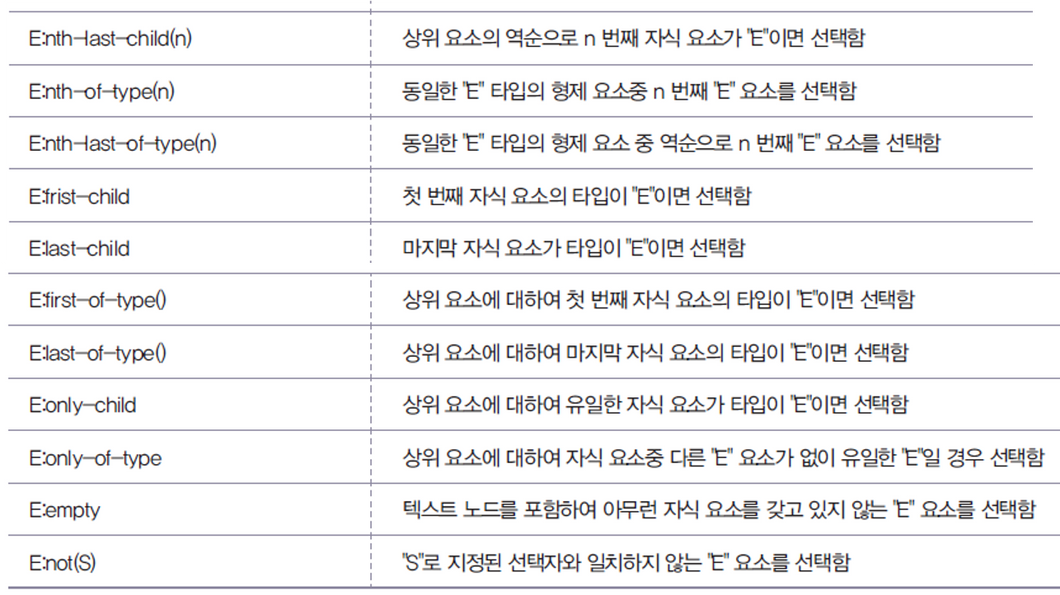 E:nth-last-child(n) 상위 요소의 역순으로 n 번째 자식 요소가 "E"이면 선택함
E:nth-of-type(n) 동일한 "E" 타입의 형제 요소중 n 번째 "E" 요소를 선택함
E:nth-last-of-type(n) 동일한 "E" 타입의 형제 요소 중 역순으로 n 번째 "E" 요소를 선택함
E:frist-child 첫 번째 자식 요소의 타입이 "E"이면 선택함
E:last-child 마지막 자식 요소가 타입이 "E"이면 선택함
E:first-of-type() 상위 요소에 대하여 첫 번째 자식 요소의 타입이 "E"이면 선택함
E:last-of-type() 상위 요소에 대하여 마지막 자식 요소의 타입이 "E"이면 선택함
E:only-child 상위 요소에 대하여 유일한 자식 요소가 타입이 "E"이면 선택함
E:only-of-type 상위 요소에 대하여 자식 요소중 다른 "E" 요소가 없이 유일한 "E"일 경우 선택함
E:empty 텍스트 노드를 포함하여 아무런 자식 요소를 갖고 있지 않는 "E" 요소를 선택함
E:not(S) "S"로 지정된 선택자와 일치하지 않는 "E" 요소를 선택함